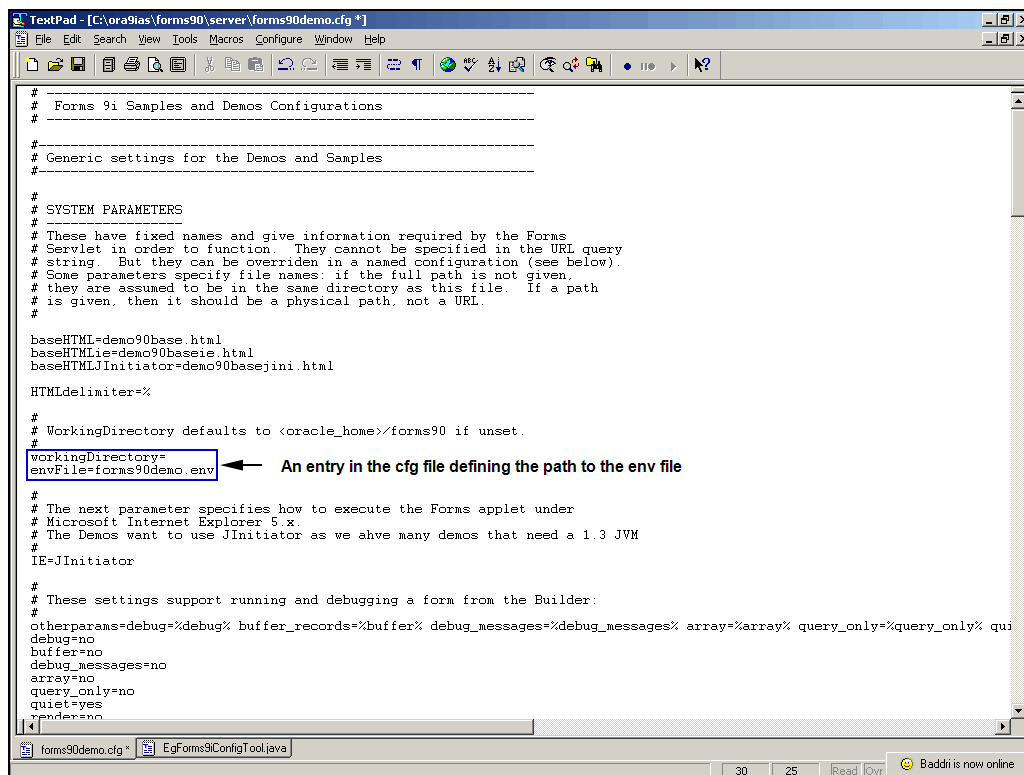 TextPad - [C:\ora9ias\forms90\server\forms90demo.cfg *]
File Edit Search View Tools Macros Configure Window Help
# --------------------------------------------------------------
#  Forms 9i Samples and Demos Configurations
# --------------------------------------------------------------
#--------------------------------------------------------------
# Generic settings for the Demos and Samples
#--------------------------------------------------------------
#
# SYSTEM PARAMETERS
# -----------------
# These have fixed names and give information required by the Forms
# Servlet in order to function.  They cannot be specified in the URL query
# string.  But they can be overriden in a named configuration (see below).
# Some parameters specify file names: if the full path is not given,
# they are assumed to be in the same directory as this file.  If a path
# is given, then it should be a physical path, not a URL.
#
baseHTML=demo90base.html
baseHTMLie=demo90baseie.html
baseHTMLJInitiator=demo90basejini.html
HTMLdelimiter=%
#
# WorkingDirectory defaults to <oracle_home>/forms90 if unset.
#
workingDirectory=
envFile=forms90demo.env
An entry in the cfg file defining the path to the env file
#
# The next parameter specifies how to execute the Forms applet under
# Microsoft Internet Explorer 5.x.
# The Demos want to use JInitiator as we ahve many demos that need a 1.3 JVM
#
IE=JInitiator
#
# These settings support running and debugging a form from the Builder:
#
otherparams=debug=%debug% buffer_records=%buffer% debug_messages=%debug_messages% array=%array% query_only=%query_only% qui
debug=no
buffer=no
debug_messages=no
array=no
query_only=no
quiet=yes
render=no
forms90demo.cfg * EgForms9iConfigTool.java
30 25 Read Ovr
Baddri is now online